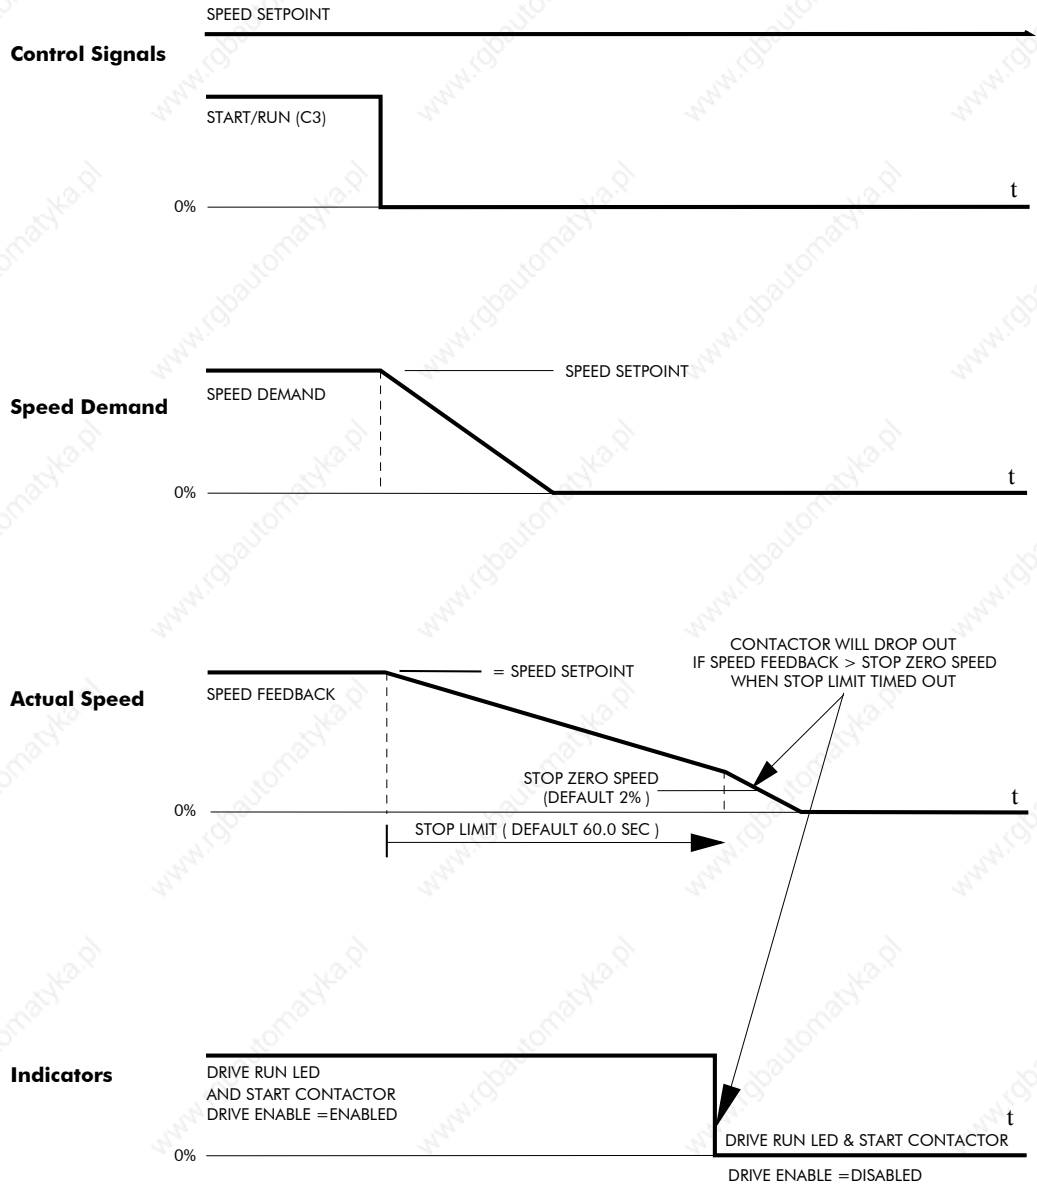 SPEED SETPOINT
Control Signals
START/RUN (C3)
t
0%
SPEED SETPOINT
SPEED DEMAND
Speed Demand
t
0%
CONTACTOR WILL DROP OUT
IF SPEED FEEDBACK > STOP ZERO SPEED
WHEN STOP LIMIT TIMED OUT
= SPEED SETPOINT
SPEED FEEDBACK
Actual Speed
STOP ZERO SPEED
(DEFAULT 2% )
t
0%
STOP LIMIT ( DEFAULT 60.0 SEC )
Indicators
DRIVE RUN LED
AND START CONTACTOR
DRIVE ENABLE =ENABLED
t
DRIVE RUN LED & START CONTACTOR
0%
DRIVE ENABLE =DISABLED
www.rgbautomatyka.pl